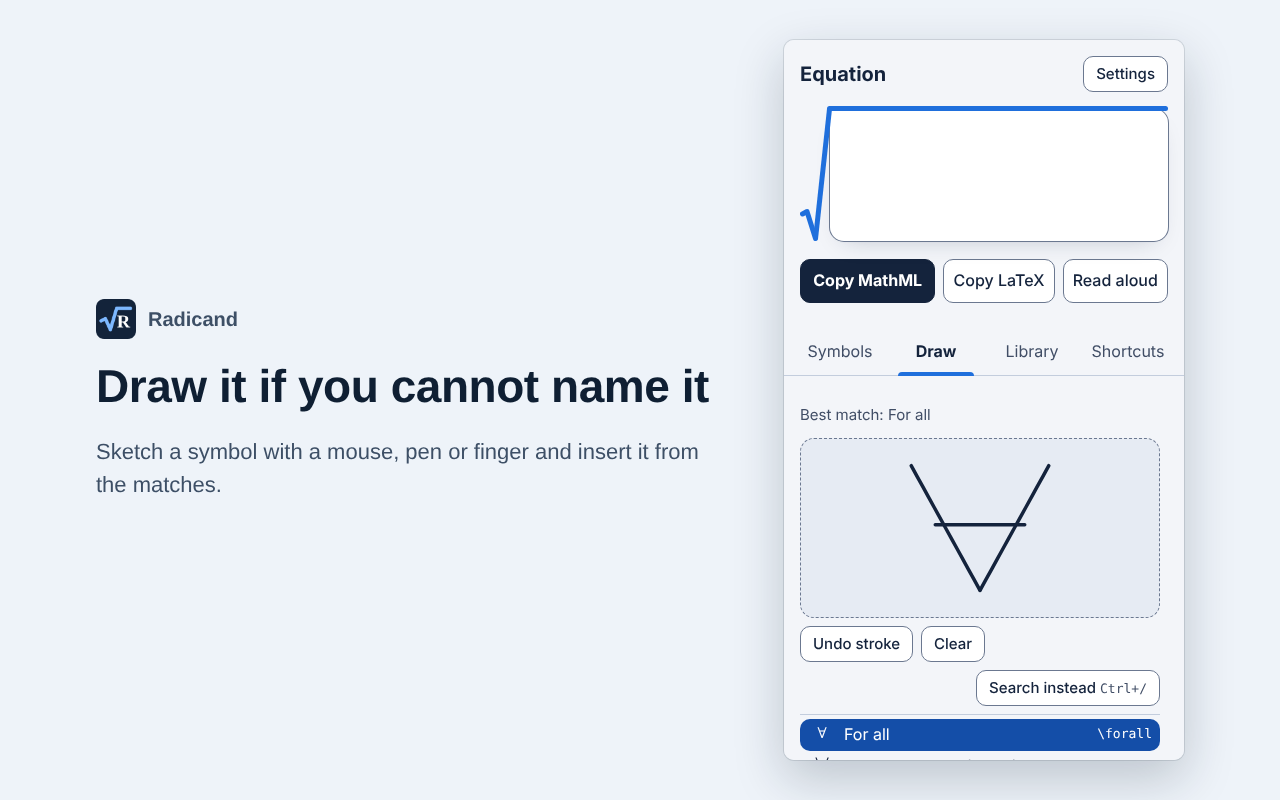 Radicand
Draw it if you cannot name it
Sketch a symbol with a mouse, pen or finger and insert it from
the matches.
Equation
Settings
Copy MathML
Copy LaTeX
Read aloud
Symbols
Draw
Library
Shortcuts
Best match: For all
Undo stroke
Clear
Search instead Ctrl+/
∀ For all \forall